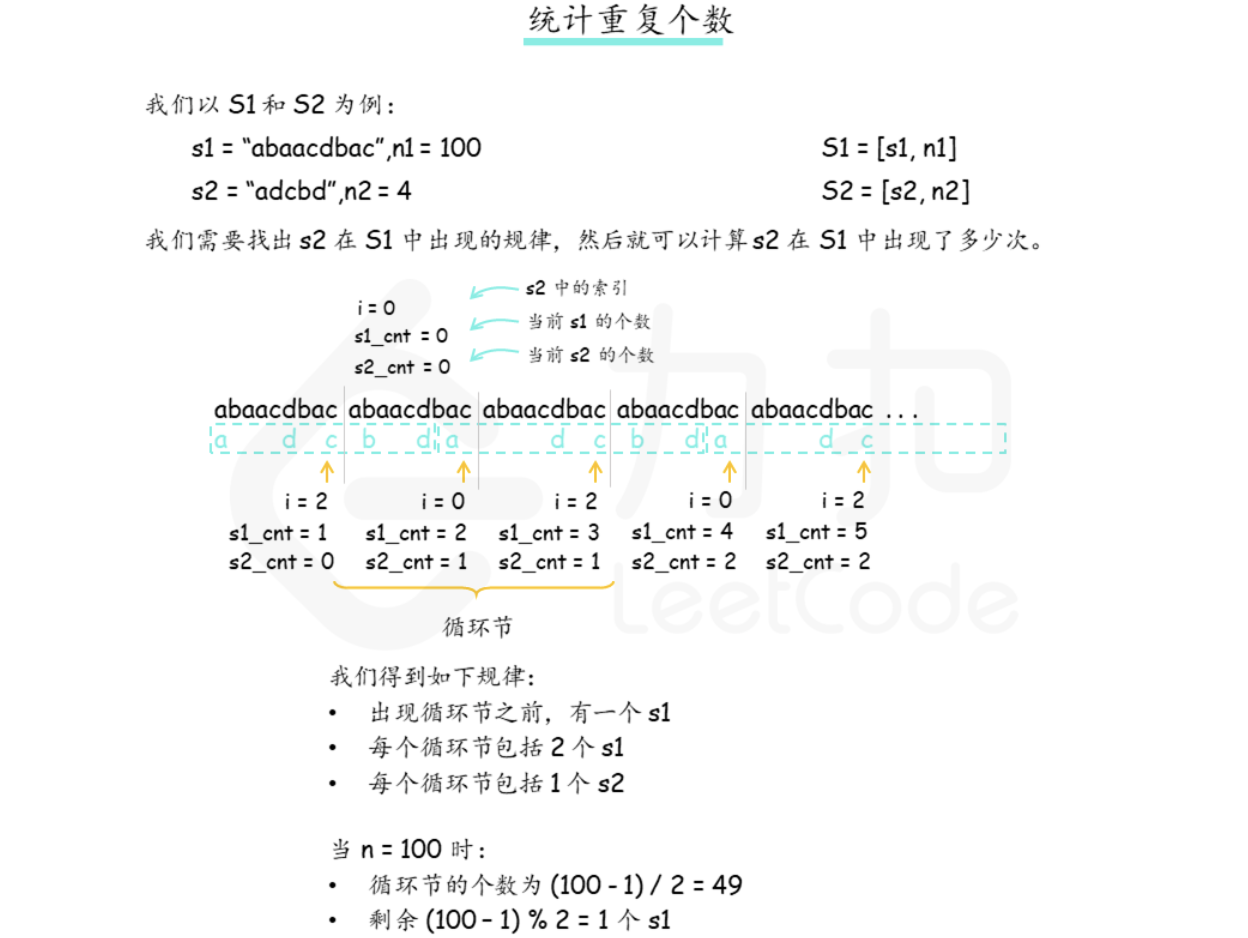 统计重复个数
我们以 S1和 S2 为例：
s1 = “abaacdbac”,n1 = 100 S1 = [s1, n1]
s2 = “adcbd”,n2 = 4 S2 = [s2, n2]
我们需要找出 s2 在 S1 中出现的规律，然后就可以计算 s2 在 S1 中出现了多少次。
i = 0 s2 中的索引
s1_cnt = 0 当前 s1 的个数
s2_cnt = 0 当前 s2 的个数
abaacdbac abaacdbac abaacdbac abaacdbac abaacdbac ...
a d c b d a d c b d a d c
i = 2 i = 0 i = 2 i = 0 i = 2
s1_cnt = 1 s1_cnt = 2 s1_cnt = 3 s1_cnt = 4 s1_cnt = 5
s2_cnt = 0 s2_cnt = 1 s2_cnt = 1 s2_cnt = 2 s2_cnt = 2
力扣
LeetCode
循环节
我们得到如下规律：
• 出现循环节之前，有一个 s1
• 每个循环节包括 2 个 s1
• 每个循环节包括 1 个 s2
当 n = 100 时：
• 循环节的个数为 (100 - 1) / 2 = 49
• 剩余 (100 - 1) % 2 = 1 个 s1